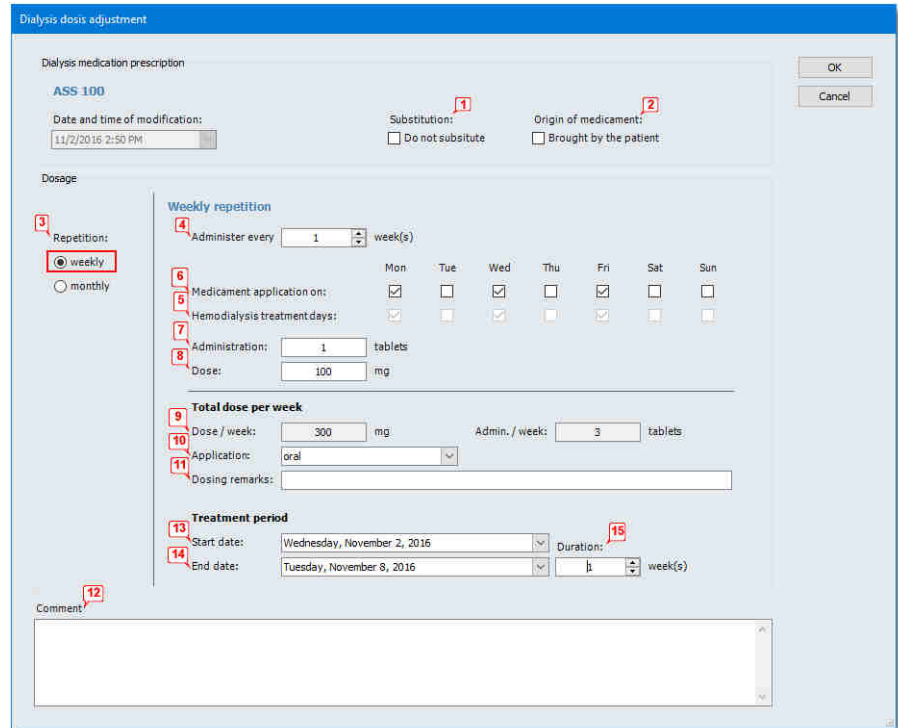 Dialysis dosis adjustment
Dialysis medication prescription
OK
ASS 100
Cancel
1
2
Date and time of modification:
Substitution:
Origin of medicament:
11/2/2016 2:50 PM
Do not subsitute
Brought by the patient
Dosage
Weekly repetition
3
4
Repetition:
Administer every 1 week(s)
weekly
monthly
Mon Tue Wed Thu Fri Sat Sun
6
Medicament application on:
5
Hemodialysis treatment days:
7
Administration: 1 tablets
8
Dose: 100 mg
Total dose per week
9
Dose / week: 300 mg Admin. / week: 3 tablets
10
Application: oral
11
Dosing remarks:
Treatment period
13
15
Start date: Wednesday, November 2, 2016 Duration:
14
End date: Tuesday, November 8, 2016 1 week(s)
12
Comment